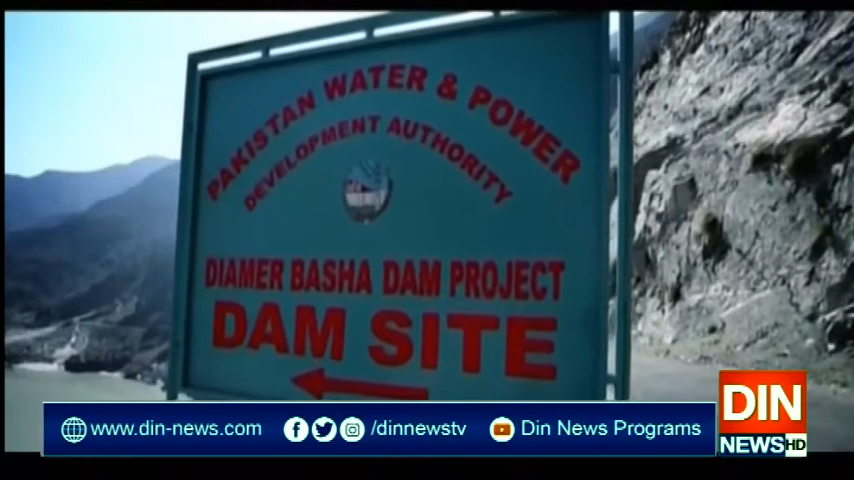 PAKISTAN WATER & POWER
DEVELOPMENT AUTHORITY
DIAMER BASHA DAM PROJECT
DAM SITE
www.din-news.com /dinnewstv Din News Programs
DIN
NEWS HD